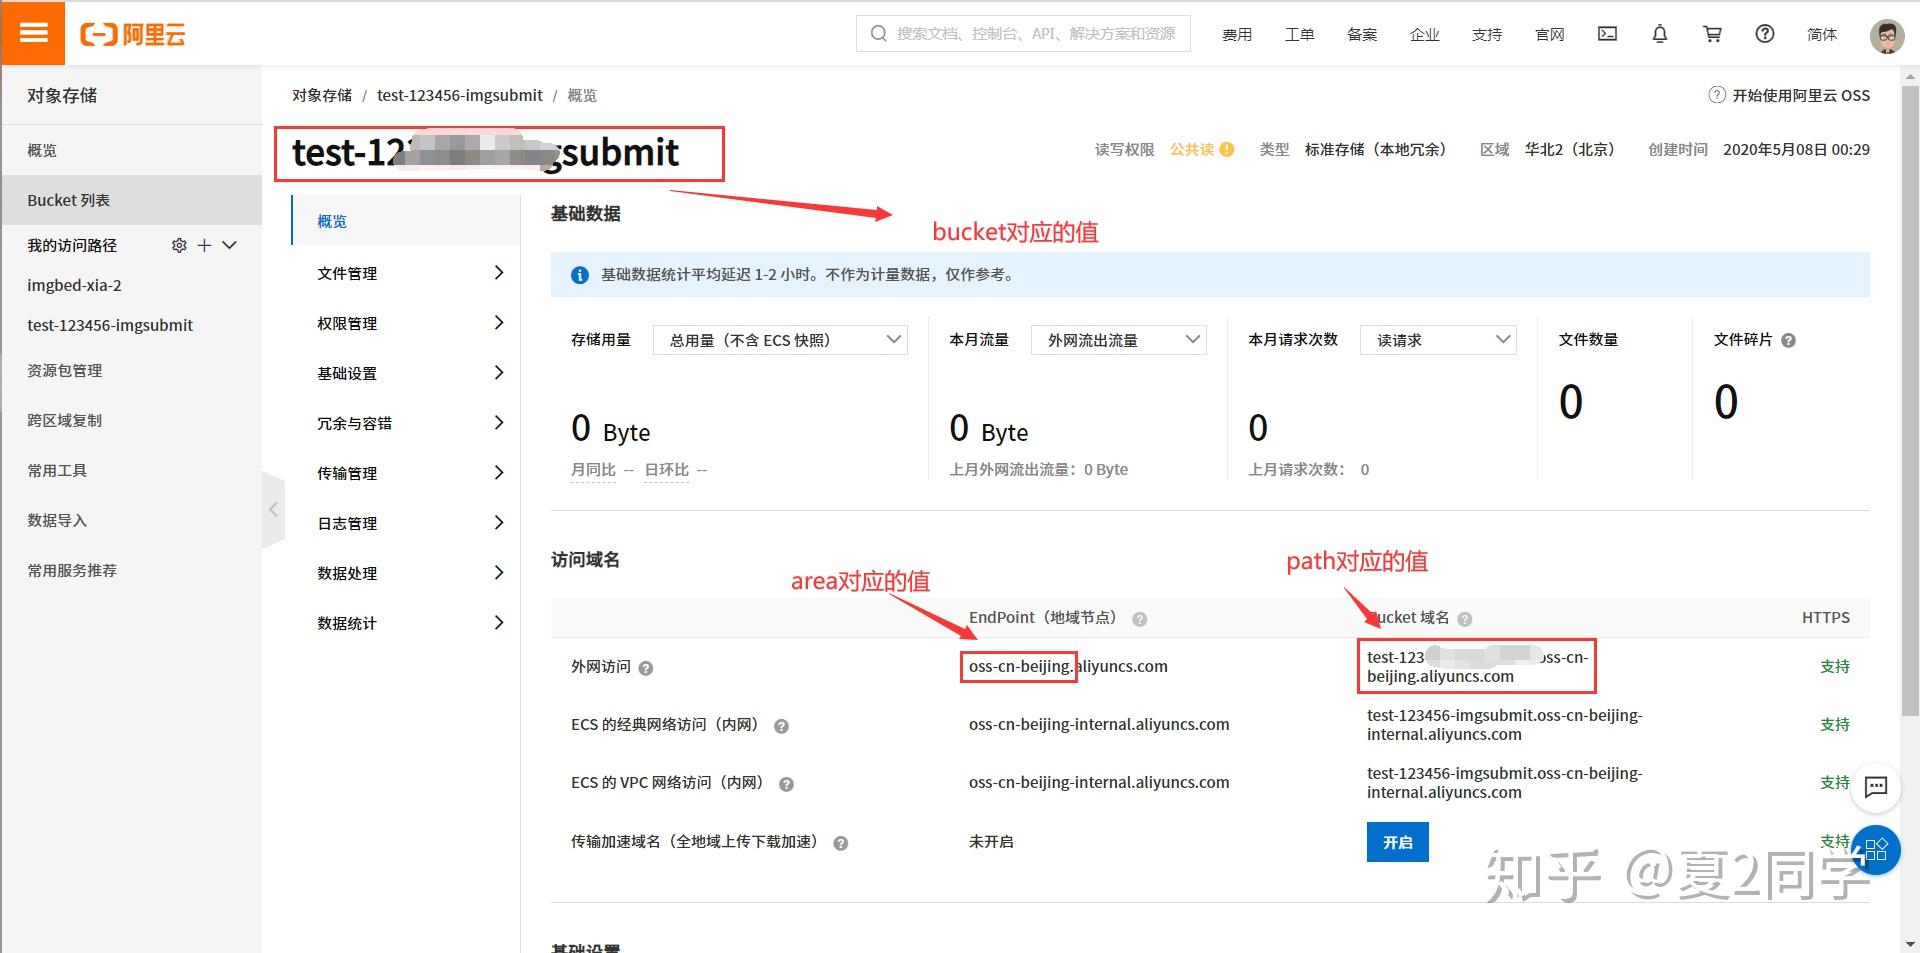 阿里云
搜索文档、控制台、API、解决方案和资源
费用 工单 备案 企业 支持 官网 简体
对象存储
概览
Bucket 列表
我的访问路径
imgbed-xia-2
test-123456-imgsubmit
资源包管理
跨区域复制
常用工具
数据导入
常用服务推荐
对象存储 / test-123456-imgsubmit / 概览
开始使用阿里云 OSS
test-12 gsubmit
读写权限 公共读 类型 标准存储（本地冗余） 区域 华北2（北京） 创建时间 2020年5月08日 00:29
概览
文件管理
权限管理
基础设置
冗余与容错
传输管理
日志管理
数据处理
数据统计
基础数据
bucket对应的值
基础数据统计平均延迟 1-2 小时。不作为计量数据，仅作参考。
存储用量 总用量（不含 ECS 快照）
0 Byte
月同比 -- 日环比 --
本月流量 外网流出流量
0 Byte
上月外网流出流量：0 Byte
本月请求次数 读请求
0
上月请求次数： 0
文件数量
0
文件碎片
0
访问域名
area对应的值
path对应的值
EndPoint（地域节点） ucket 域名 HTTPS
外网访问 oss-cn-beijing.aliyuncs.com test-123 oss-cn-
beijing.aliyuncs.com 支持
ECS 的经典网络访问（内网） oss-cn-beijing-internal.aliyuncs.com test-123456-imgsubmit.oss-cn-beijing-
internal.aliyuncs.com 支持
ECS 的 VPC 网络访问（内网） oss-cn-beijing-internal.aliyuncs.com test-123456-imgsubmit.oss-cn-beijing-
internal.aliyuncs.com 支持
传输加速域名（全地域上传下载加速） 未开启 开启 支持
知乎 @夏2同学
基础设置